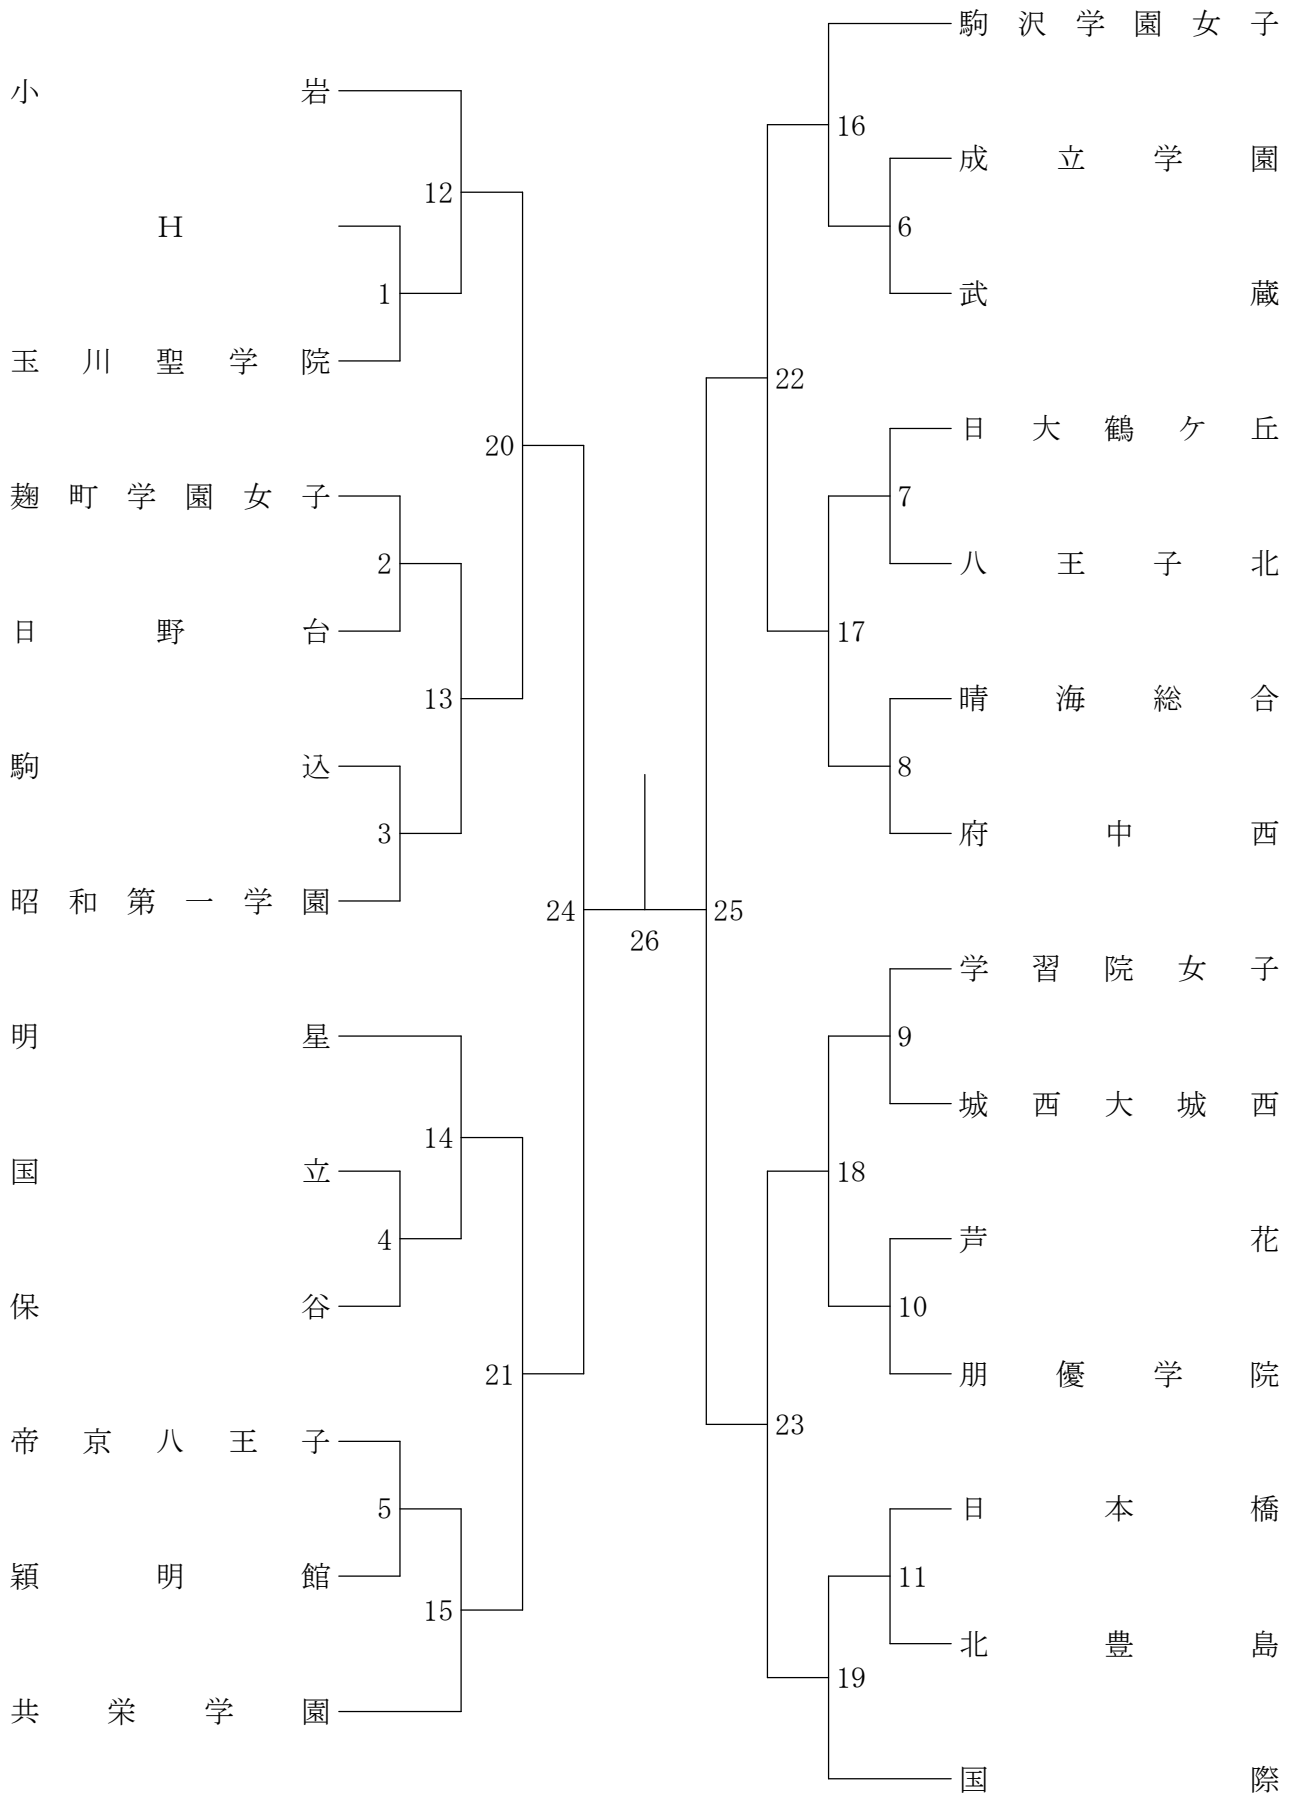 小岩
H
玉川聖学院
麹町学園女子
日野台
駒込
昭和第一学園
明星
国立
保谷
帝京八王子
穎明館
共栄学園
12
1
20
2
13
3
24
14
4
21
5
15
26
駒沢学園女子
成立学園
武蔵
日大鶴ケ丘
八王子北
晴海総合
府中西
学習院女子
城西大城西
芦花
朋優学院
日本橋
北豊島
国際
16
6
22
7
17
8
25
9
18
10
23
11
19